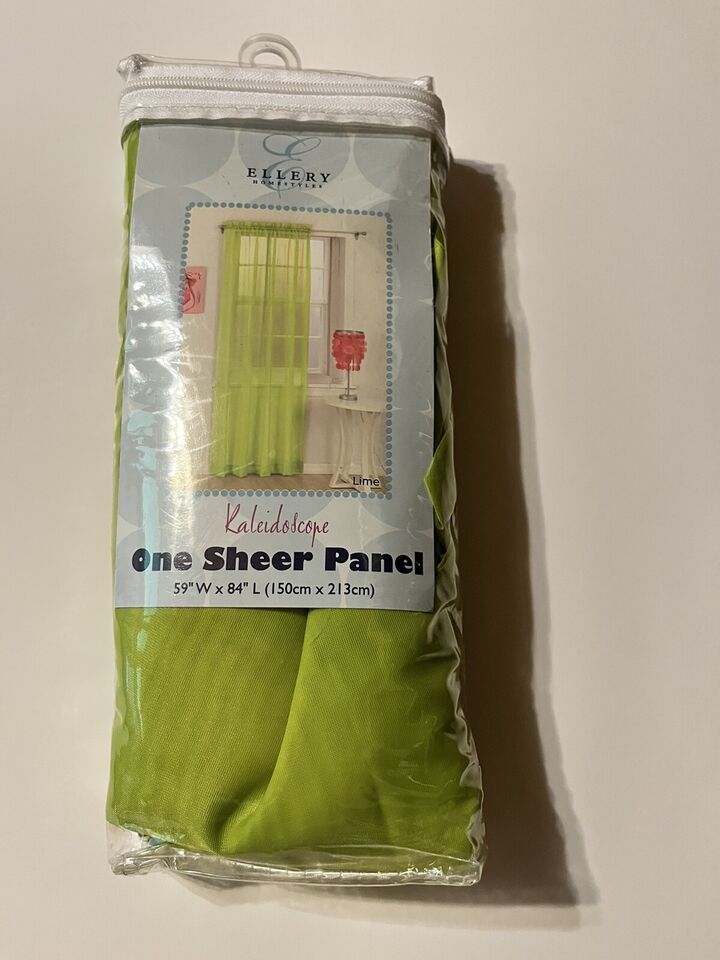 ELLERY
HOMESTYLES
Lime
Kaleidoscope
One Sheer Panel
59" W x 84" L (150cm x 213cm)